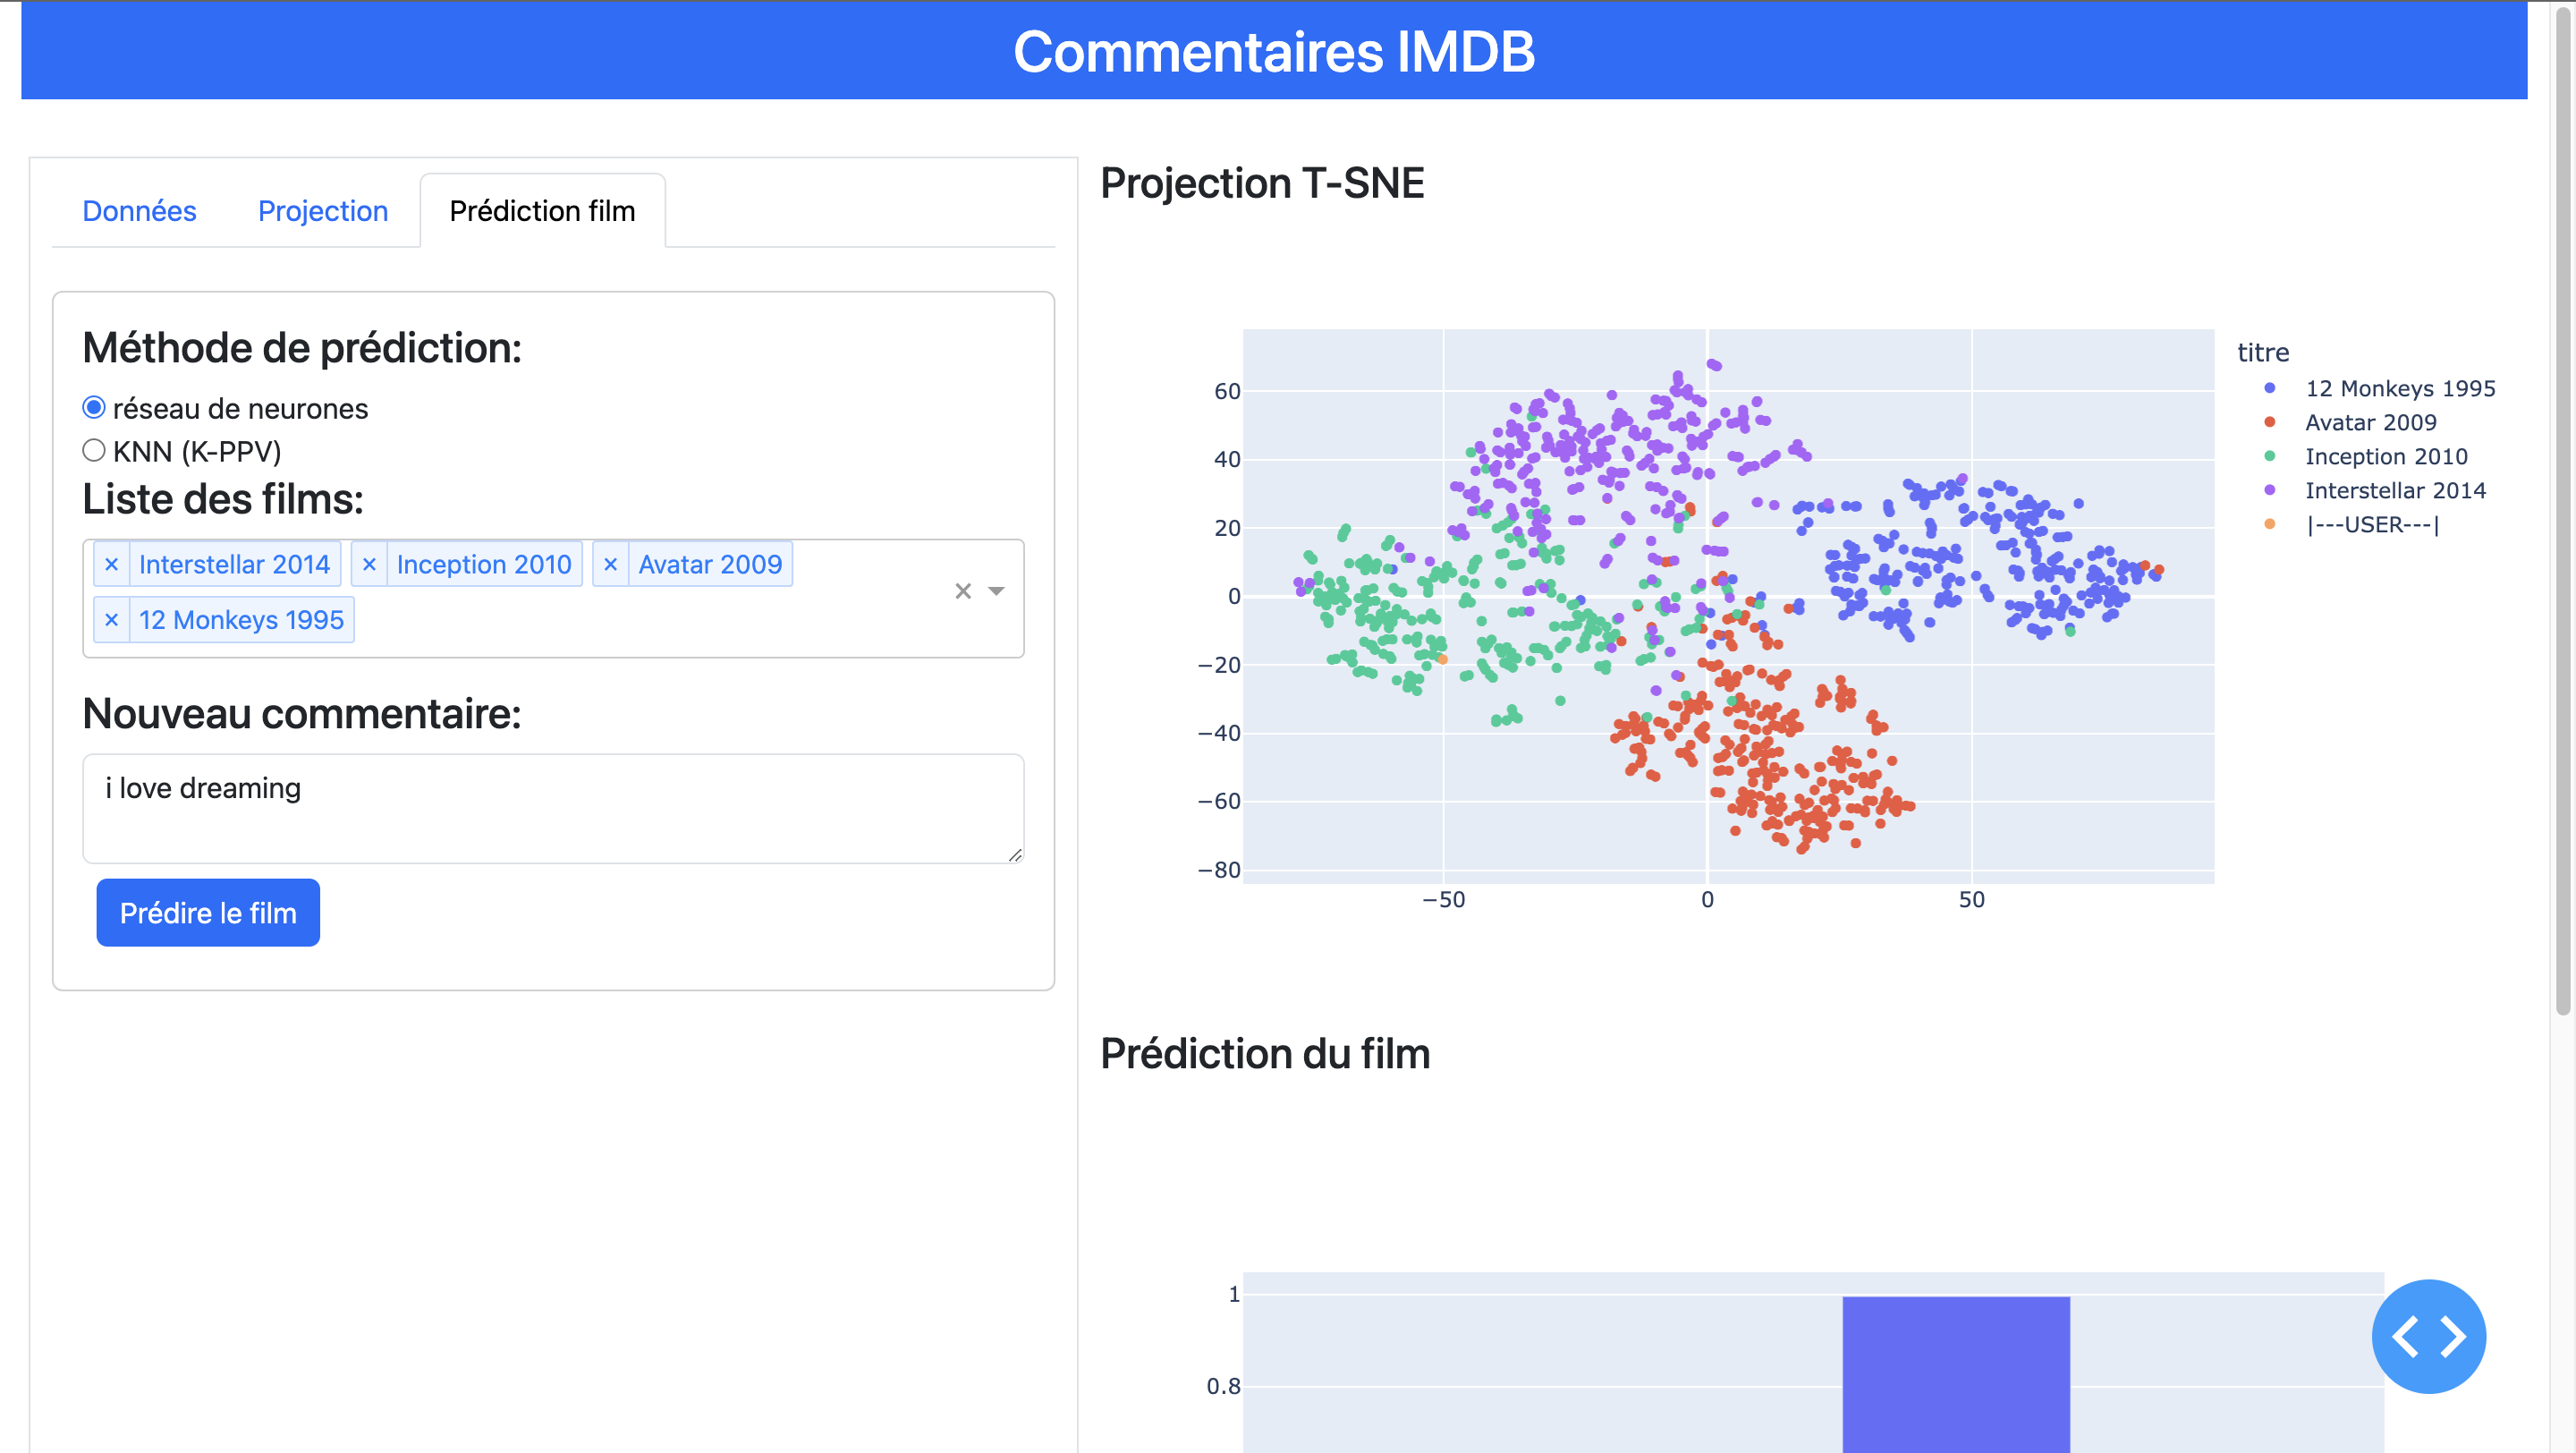 Commentaires IMDB
Données Projection Prédiction film
Méthode de prédiction:
réseau de neurones
KNN (K-PPV)
Liste des films:
× Interstellar 2014 × Inception 2010 × Avatar 2009
× 12 Monkeys 1995
Nouveau commentaire:
i love dreaming
Prédire le film
Projection T-SNE
60
40
20
0
−20
−40
−60
−80
−50 0 50
titre
12 Monkeys 1995
Avatar 2009
Inception 2010
Interstellar 2014
|---USER---|
Prédiction du film
1
0.8